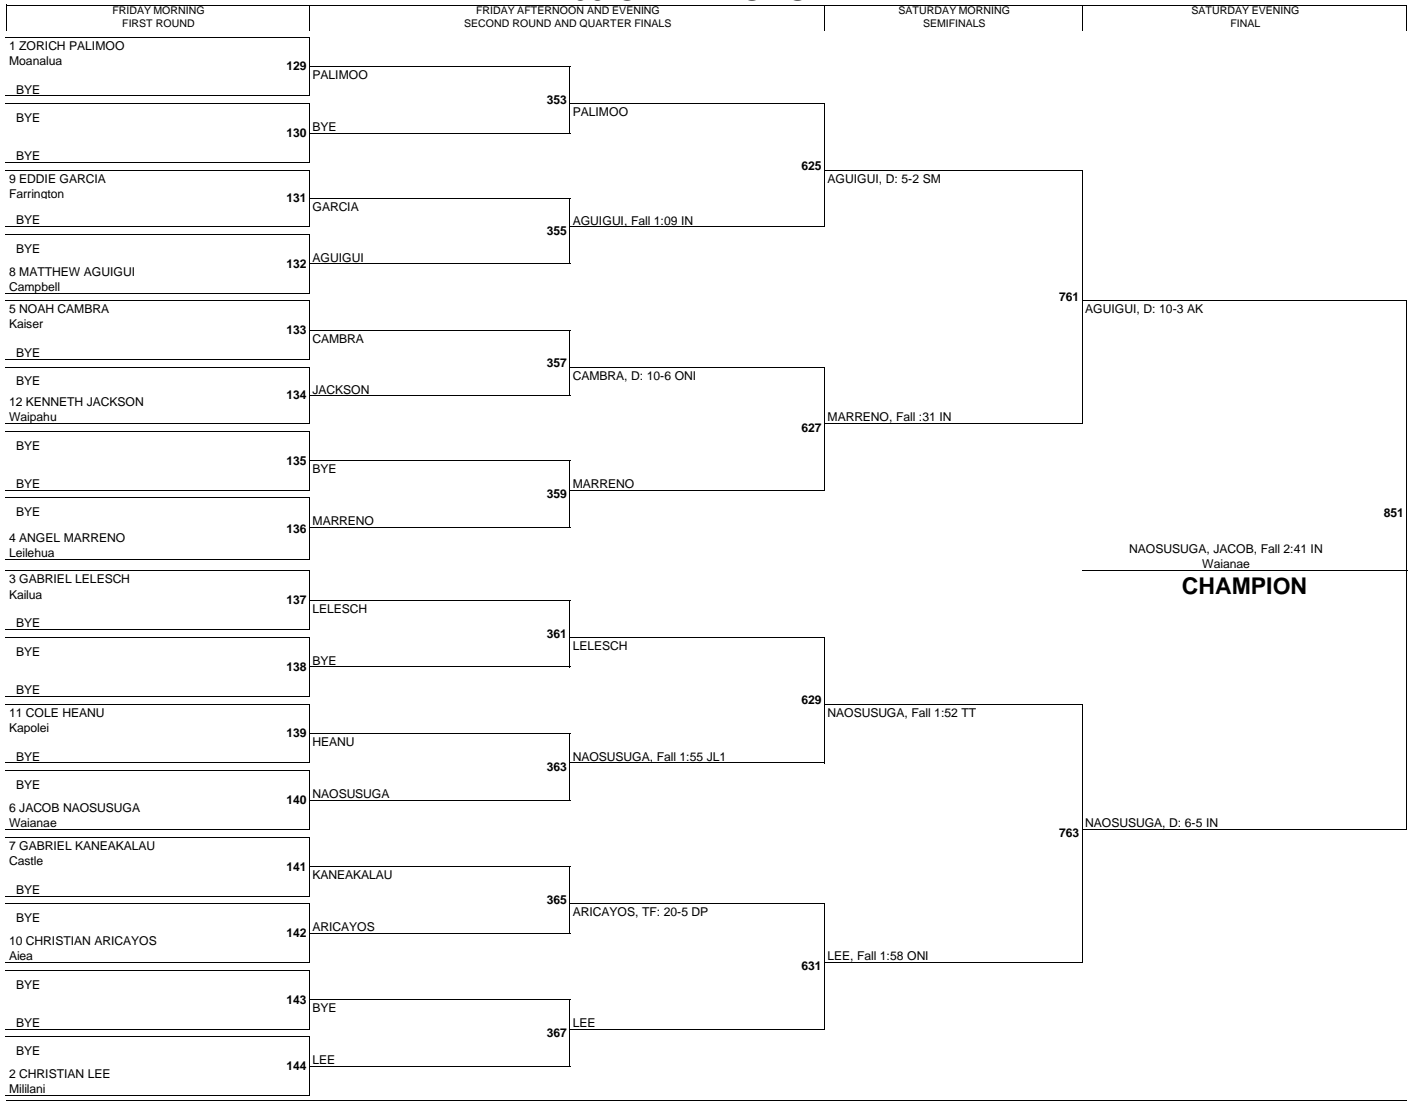 FRIDAY MORNING
FIRST ROUND
FRIDAY AFTERNOON AND EVENING
SECOND ROUND AND QUARTER FINALS
SATURDAY MORNING
SEMIFINALS
SATURDAY EVENING
FINAL
1 ZORICH PALIMOO
Moanalua
129
BYE
BYE
130
BYE
9 EDDIE GARCIA
Farrington
131
BYE
BYE
132
8 MATTHEW AGUIGUI
Campbell
5 NOAH CAMBRA
Kaiser
133
BYE
BYE
134
12 KENNETH JACKSON
Waipahu
BYE
135
BYE
BYE
136
4 ANGEL MARRENO
Leilehua
3 GABRIEL LELESCH
Kailua
137
BYE
BYE
138
BYE
11 COLE HEANU
Kapolei
139
BYE
BYE
140
6 JACOB NAOSUSUGA
Waianae
7 GABRIEL KANEAKALAU
Castle
141
BYE
BYE
142
10 CHRISTIAN ARICAYOS
Aiea
BYE
143
BYE
BYE
144
2 CHRISTIAN LEE
Mililani
PALIMOO
353
BYE
GARCIA
355
AGUIGUI
CAMBRA
357
JACKSON
BYE
359
MARRENO
LELESCH
361
BYE
HEANU
363
NAOSUSUGA
KANEAKALAU
365
ARICAYOS
BYE
367
LEE
PALIMOO
625
AGUIGUI, Fall 1:09 IN
CAMBRA, D: 10-6 ONI
627
MARRENO
LELESCH
629
NAOSUSUGA, Fall 1:55 JL1
ARICAYOS, TF: 20-5 DP
631
LEE
AGUIGUI, D: 5-2 SM
761
MARRENO, Fall :31 IN
NAOSUSUGA, Fall 1:52 TT
763
LEE, Fall 1:58 ONI
AGUIGUI, D: 10-3 AK
851
NAOSUSUGA, JACOB, Fall 2:41 IN
Waianae
CHAMPION
NAOSUSUGA, D: 6-5 IN